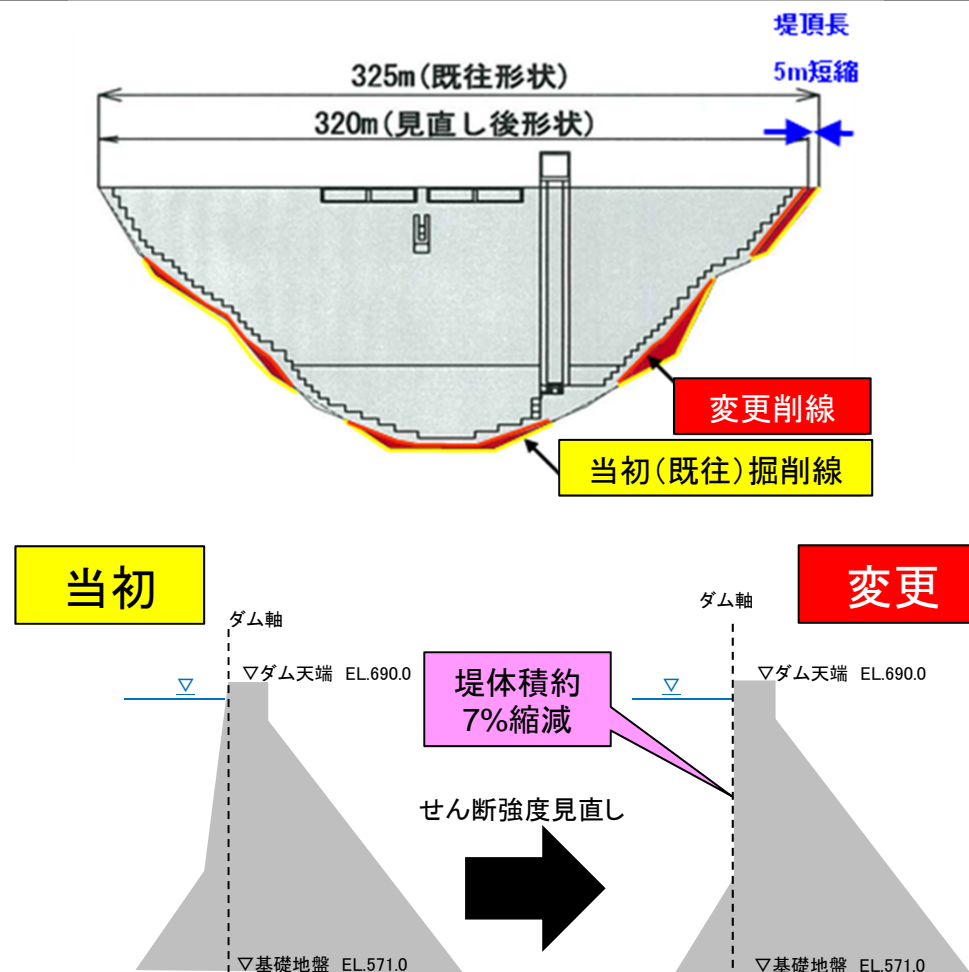 堤頂長
5m短縮
325m(既往形状)
320m(見直し後形状)
変更削線
当初(既往)掘削線
当初
変更
ダム軸
▽ダム天端 EL.690.0
▽
堤体積約
7%縮減
せん断強度見直し
▽基礎地盤 EL.571.0
ダム軸
▽ダム天端 EL.690.0
▽
▽基礎地盤 EL.571.0